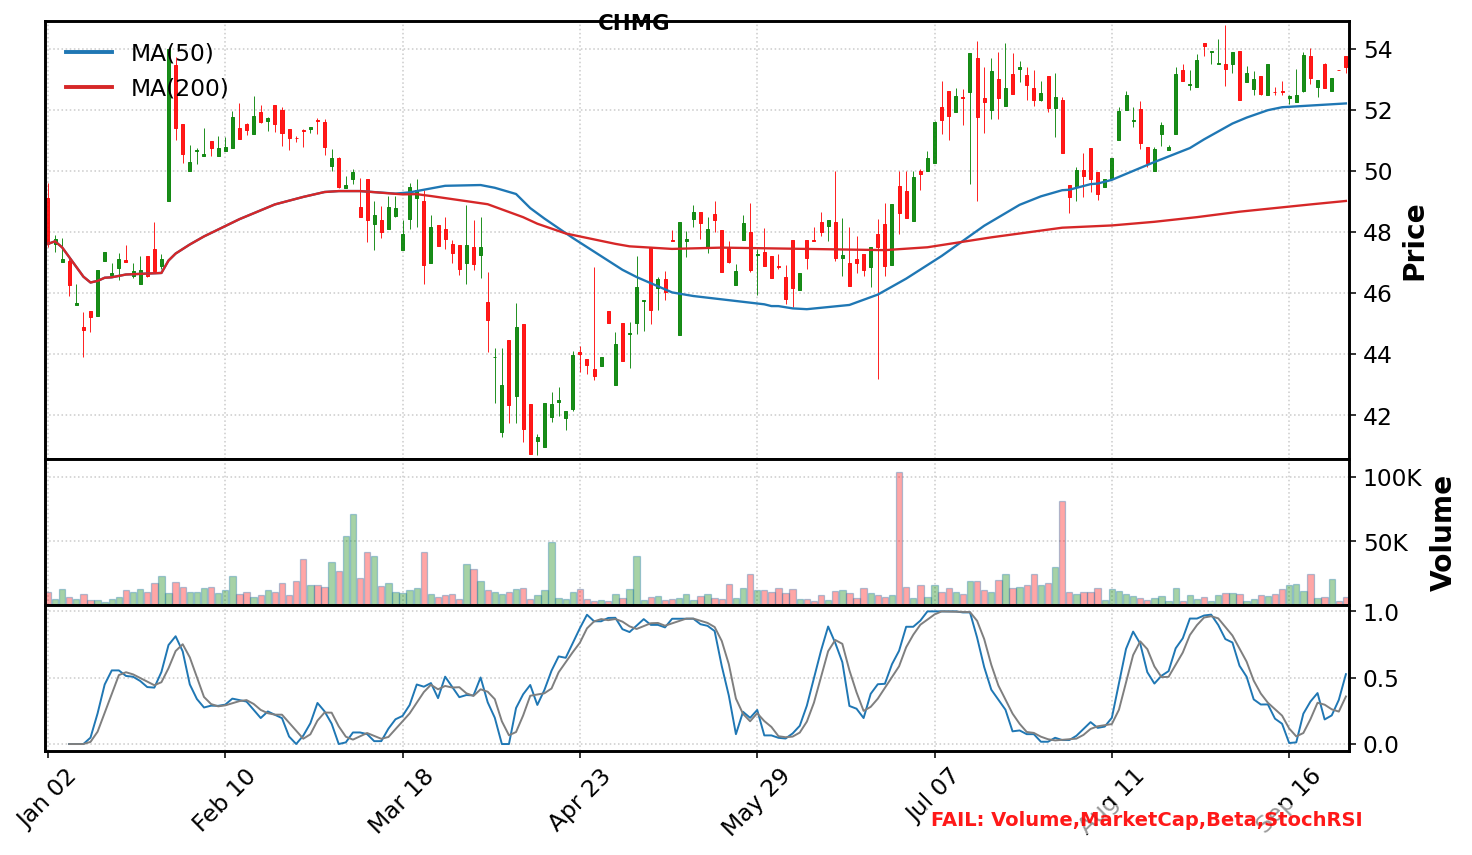 CHMG
MA(50)
MA(200)
54
52
50
48
46
44
42
Price
100K
50K
Volume
1.0
0.5
0.0
Jan 02
Feb 10
Mar 18
Apr 23
May 29
Jul 07
Aug 11
Sep 16
FAIL: Volume,MarketCap,Beta,StochRSI